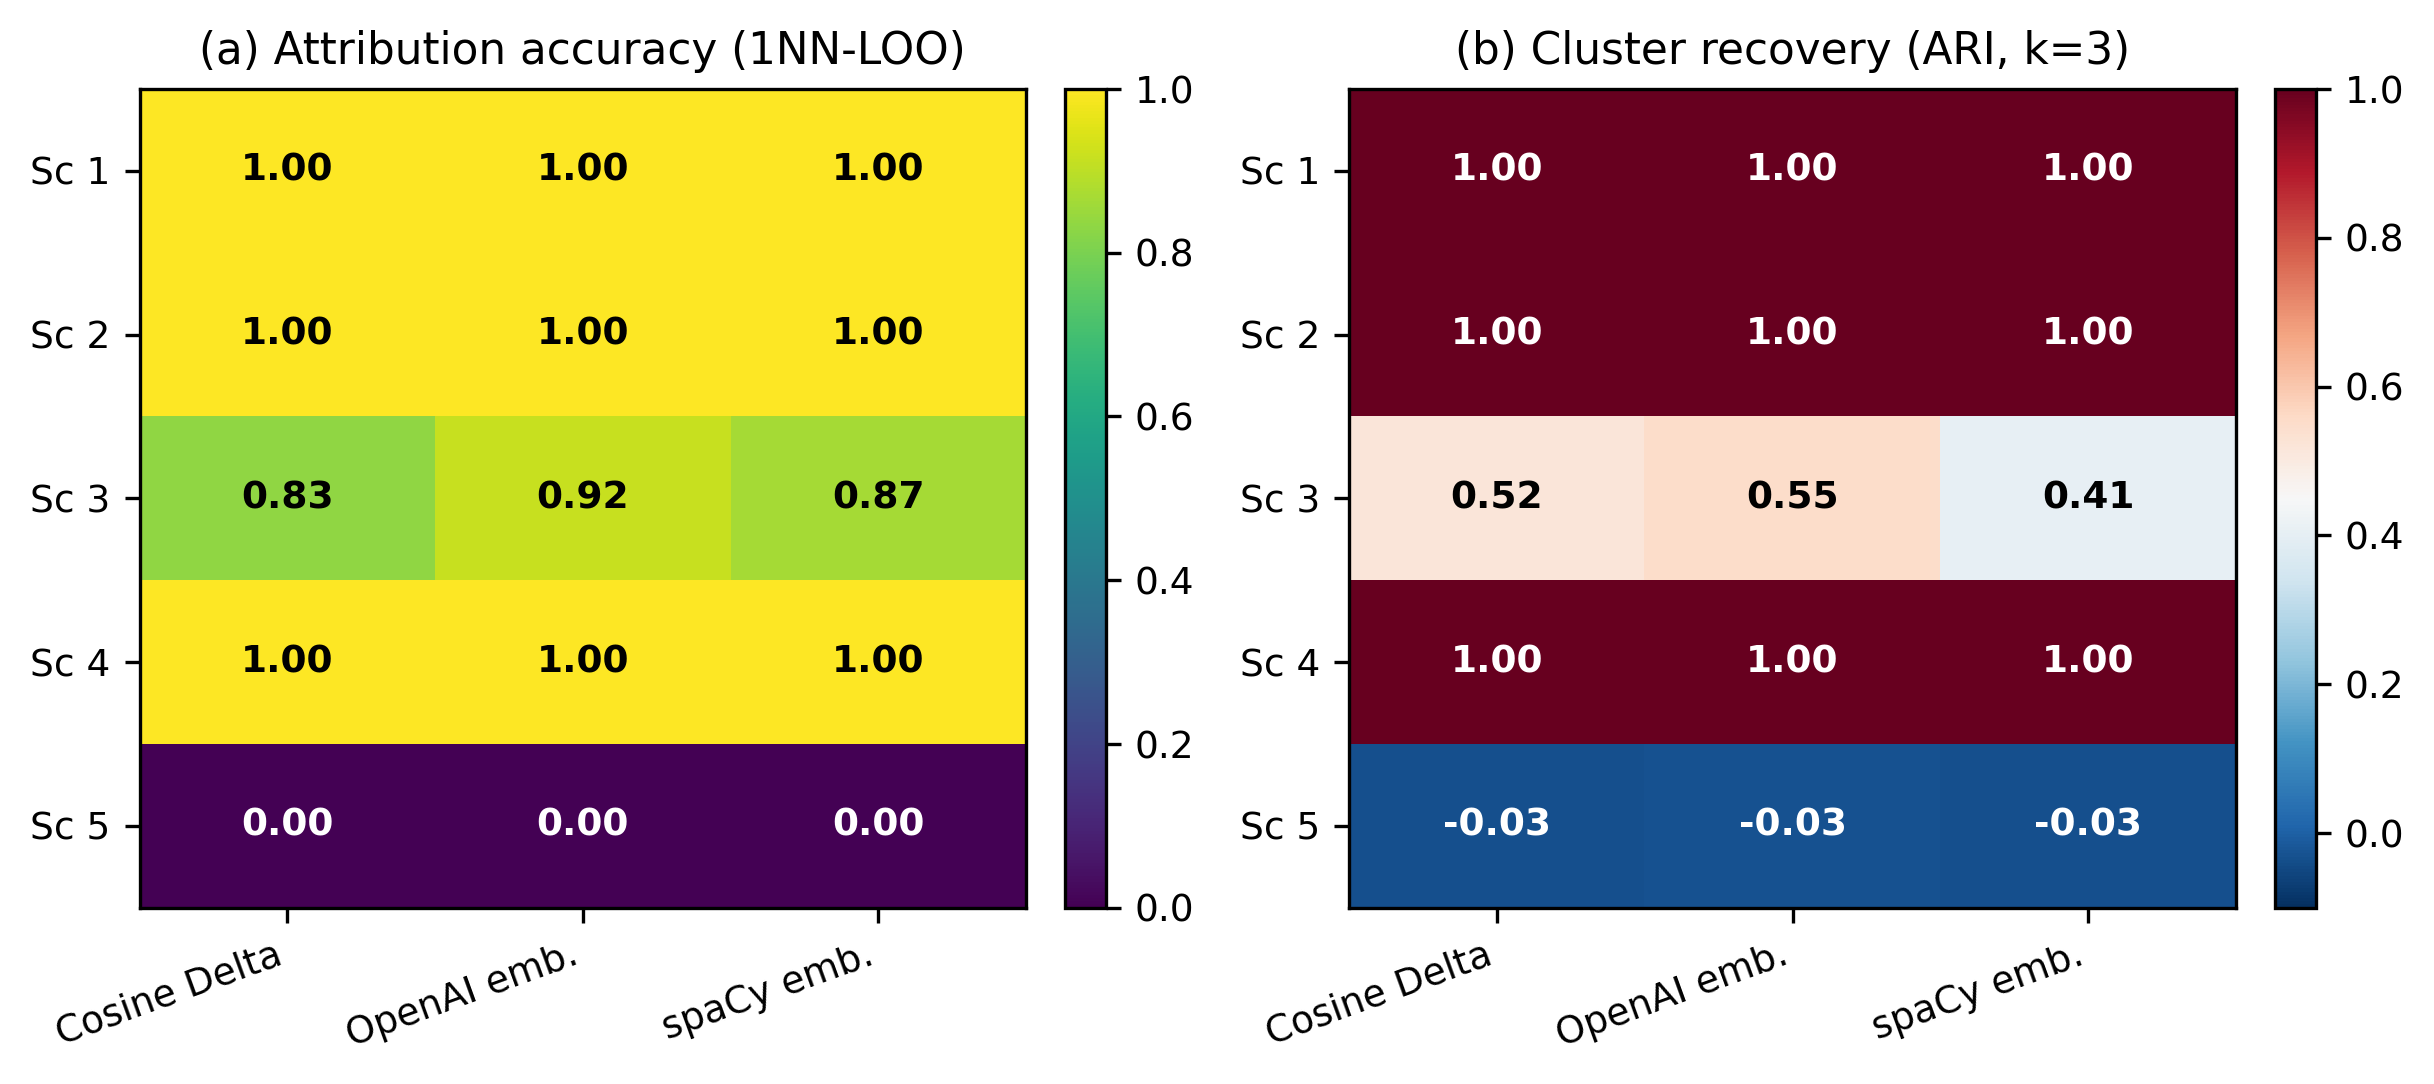 (a) Attribution accuracy (1NN-LOO)
Sc 1 1.00 1.00 1.00
Sc 2 1.00 1.00 1.00
Sc 3 0.83 0.92 0.87
Sc 4 1.00 1.00 1.00
Sc 5 0.00 0.00 0.00
Cosine Delta OpenAI emb. spaCy emb.
1.0
0.8
0.6
0.4
0.2
0.0
(b) Cluster recovery (ARI, k=3)
Sc 1 1.00 1.00 1.00
Sc 2 1.00 1.00 1.00
Sc 3 0.52 0.55 0.41
Sc 4 1.00 1.00 1.00
Sc 5 -0.03 -0.03 -0.03
Cosine Delta OpenAI emb. spaCy emb.
1.0
0.8
0.6
0.4
0.2
0.0